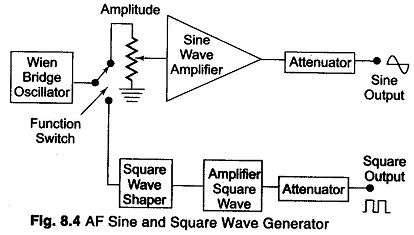 Amplitude
Wien
Bridge
Oscillator
Function
Switch
Sine
Wave
Amplifier
Attenuator
Sine
Output
Square
Wave
Shaper
Amplifier
Square
Wave
Attenuator
Square
Output
Fig. 8.4 AF Sine and Square Wave Generator